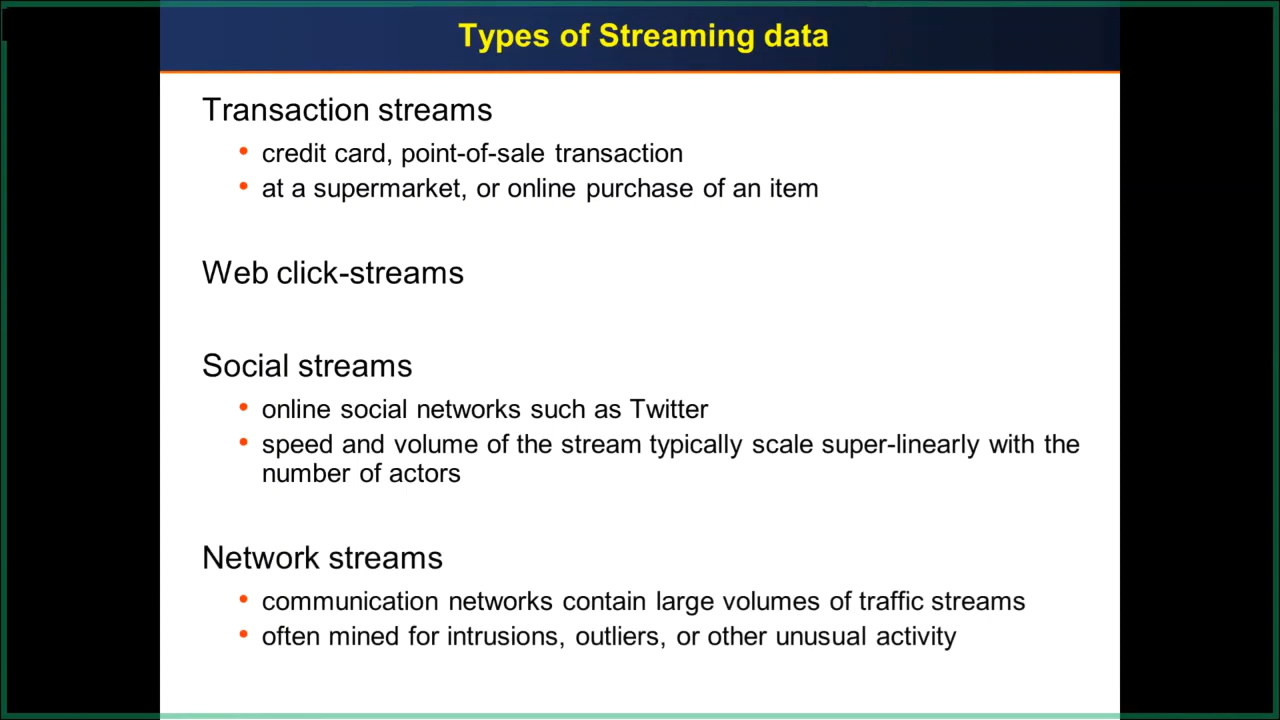 Types of Streaming data
Transaction streams
• credit card, point-of-sale transaction
• at a supermarket, or online purchase of an item
Web click-streams
Social streams
• online social networks such as Twitter
• speed and volume of the stream typically scale super-linearly with the
number of actors
Network streams
• communication networks contain large volumes of traffic streams
• often mined for intrusions, outliers, or other unusual activity